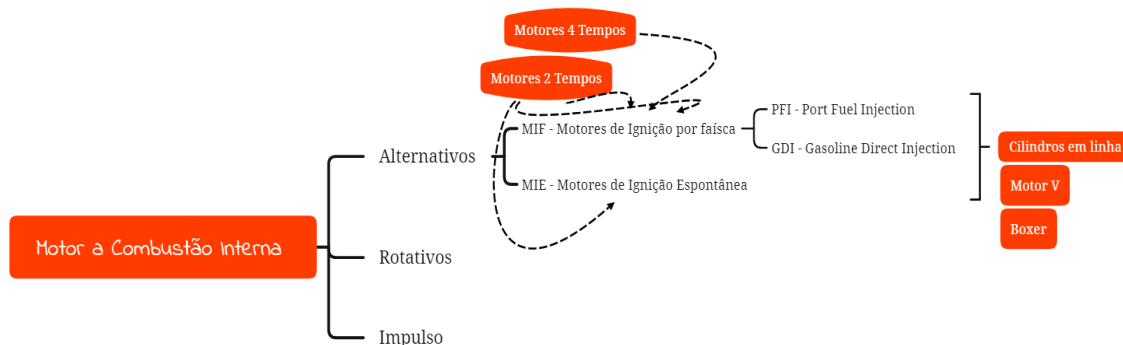 Motores 4 Tempos
Motores 2 Tempos
MIF - Motores de Ignição por faísca
PFI - Port Fuel Injection
GDI - Gasoline Direct Injection
Cilindros em linha
Alternativos
MIE - Motores de Ignição Espontânea
Motor V
Boxer
Motor a Combustão Interna
Rotativos
Impulso